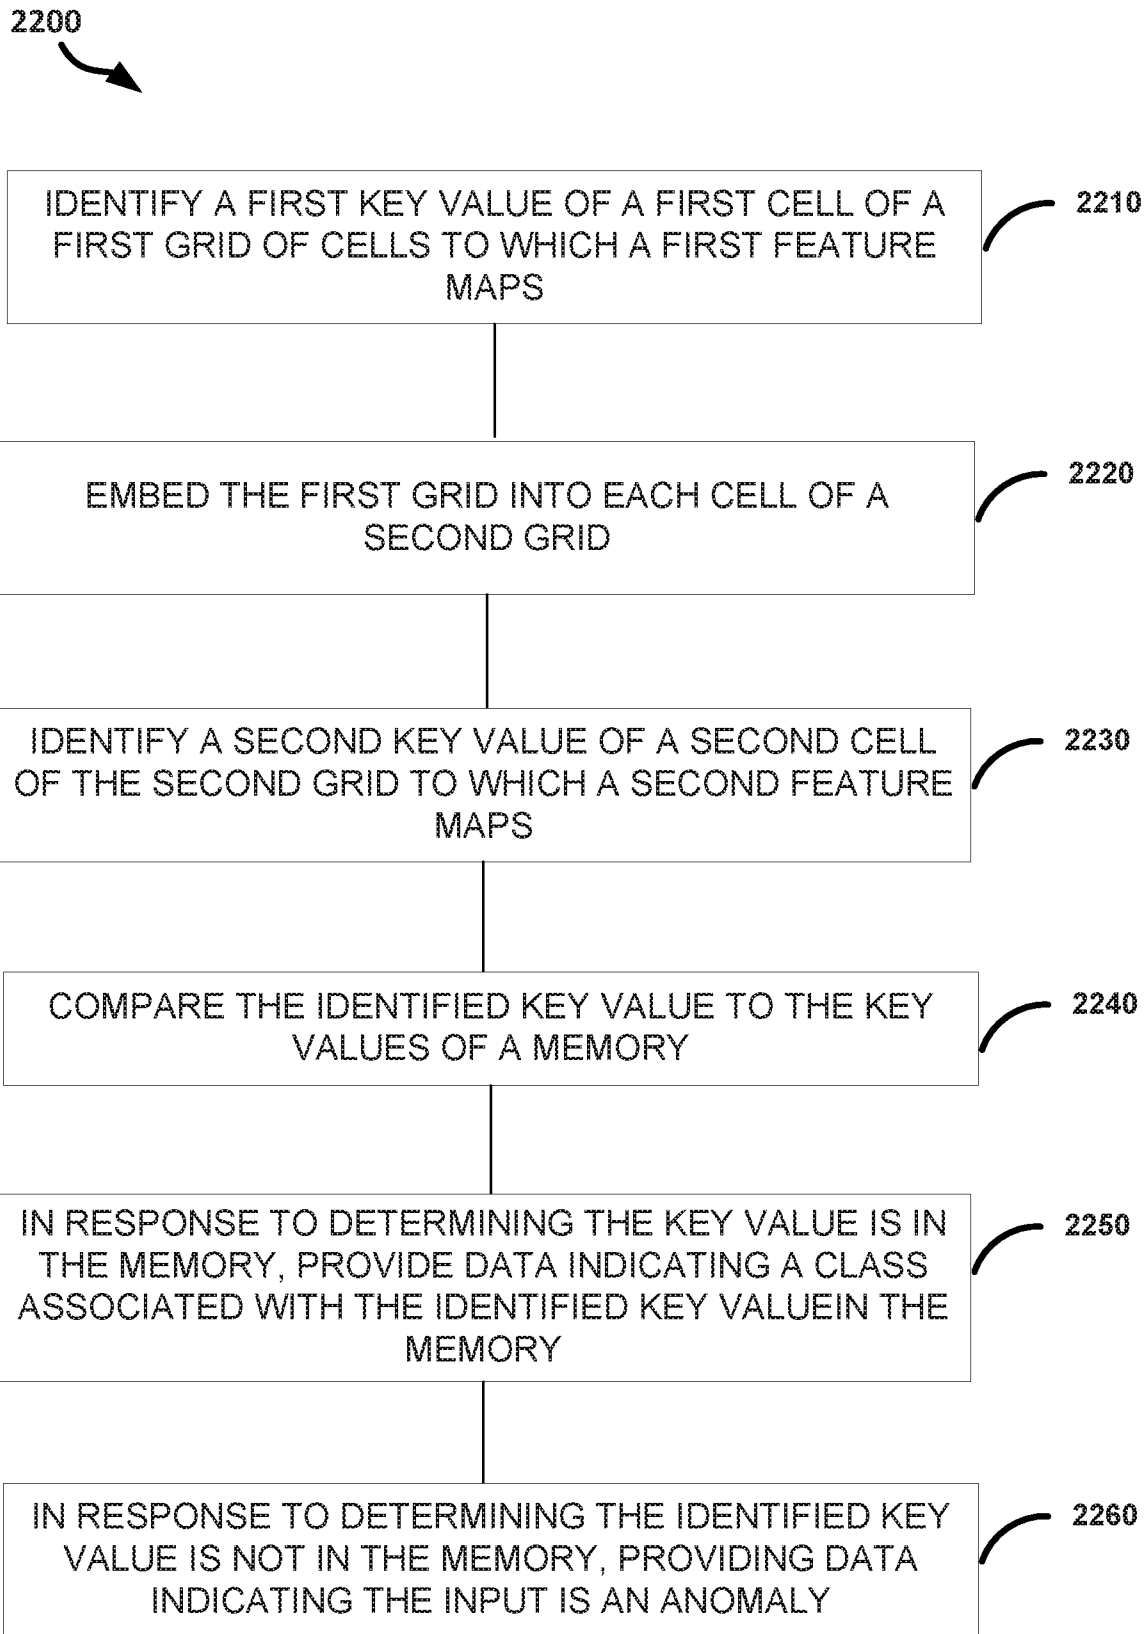 2200
IDENTIFY A FIRST KEY VALUE OF A FIRST CELL OF A
FIRST GRID OF CELLS TO WHICH A FIRST FEATURE
MAPS
2210
EMBED THE FIRST GRID INTO EACH CELL OF A
SECOND GRID
2220
IDENTIFY A SECOND KEY VALUE OF A SECOND CELL
OF THE SECOND GRID TO WHICH A SECOND FEATURE
MAPS
2230
COMPARE THE IDENTIFIED KEY VALUE TO THE KEY
VALUES OF A MEMORY
2240
IN RESPONSE TO DETERMINING THE KEY VALUE IS IN
THE MEMORY, PROVIDE DATA INDICATING A CLASS
ASSOCIATED WITH THE IDENTIFIED KEY VALUEIN THE
MEMORY
2250
IN RESPONSE TO DETERMINING THE IDENTIFIED KEY
VALUE IS NOT IN THE MEMORY, PROVIDING DATA
INDICATING THE INPUT IS AN ANOMALY
2260